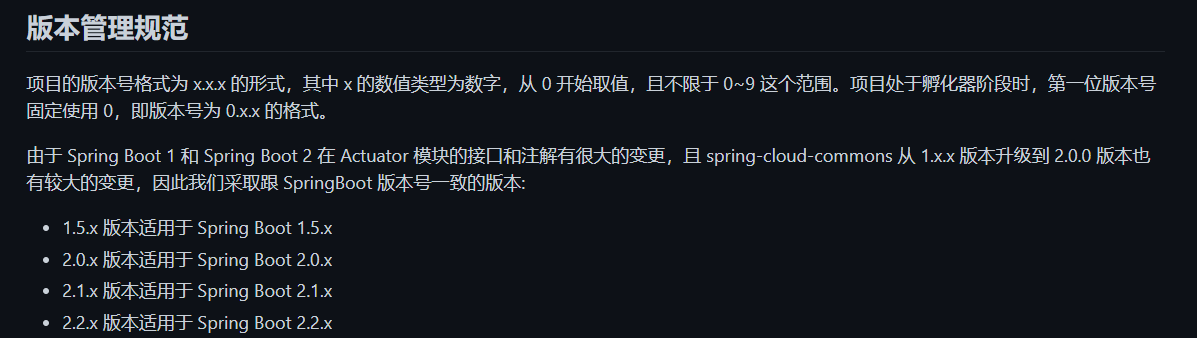 版本管理规范
项目的版本号格式为 x.x.x 的形式，其中 x 的数值类型为数字，从 0 开始取值，且不限于 0~9 这个范围。项目处于孵化器阶段时，第一位版本号
固定使用 0，即版本号为 0.x.x 的格式。
由于 Spring Boot 1 和 Spring Boot 2 在 Actuator 模块的接口和注解有很大的变更，且 spring-cloud-commons 从 1.x.x 版本升级到 2.0.0 版本也
有较大的变更，因此我们采取跟 SpringBoot 版本号一致的版本:
• 1.5.x 版本适用于 Spring Boot 1.5.x
• 2.0.x 版本适用于 Spring Boot 2.0.x
• 2.1.x 版本适用于 Spring Boot 2.1.x
• 2.2.x 版本适用于 Spring Boot 2.2.x